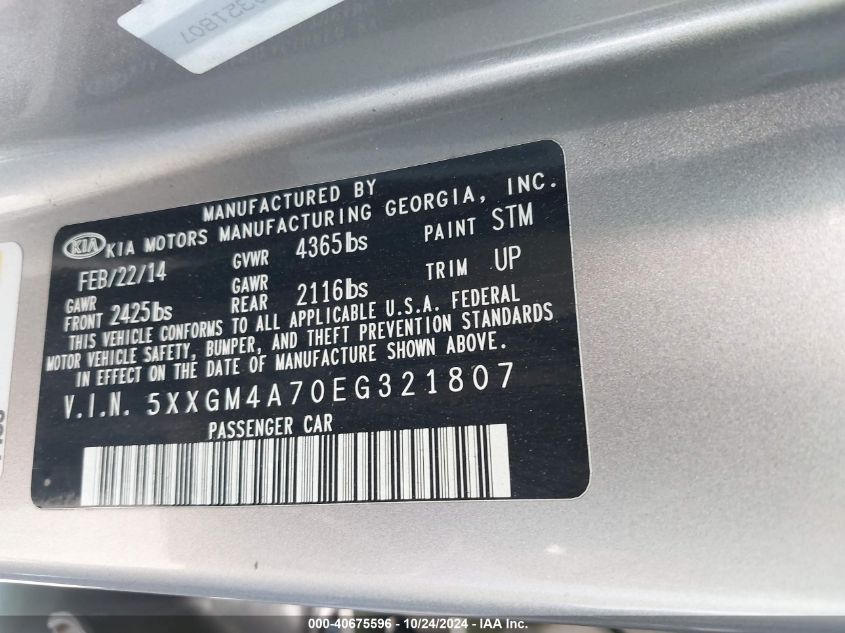 0321807
MANUFACTURED BY
KIA KIA MOTORS MANUFACTURING GEORGIA, INC.
FEB/22/14 GVWR 4365lbs PAINT STM
GAWR FRONT 2425lbs GAWR REAR 2116lbs TRIM UP
THIS VEHICLE CONFORMS TO ALL APPLICABLE U.S.A. FEDERAL
MOTOR VEHICLE SAFETY, BUMPER, AND THEFT PREVENTION STANDARDS
IN EFFECT ON THE DATE OF MANUFACTURE SHOWN ABOVE.
V.I.N. 5XXGM4A70EG321807
PASSENGER CAR
000-40675596 - 10/24/2024 - IAA Inc.